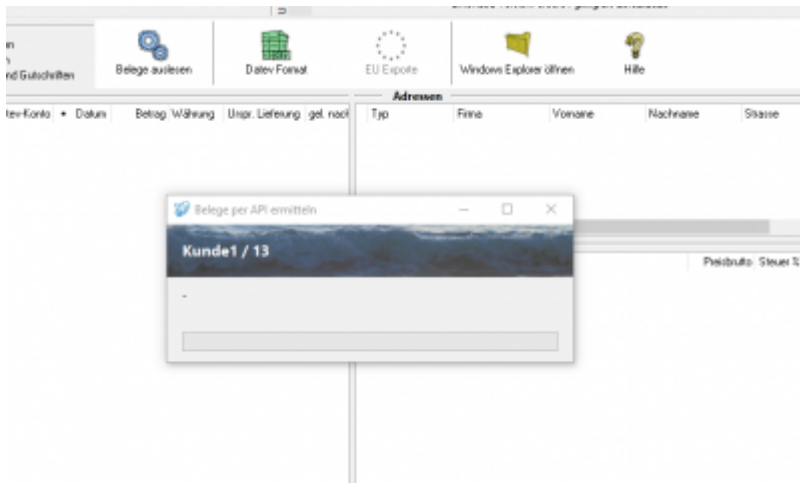 nd Gutschriften
Belege auslesen
Datev Format
EU Exporte
Windows Explorer öffnen
Hilfe
Adressen
tev-Konto Datum Betrag Währung Urspr. Lieferung gel. nach
Typ Firma Vorname Nachname Strasse
Belege per API ermitteln
Kunde1 / 13
-
Preisbrutto Steuer %